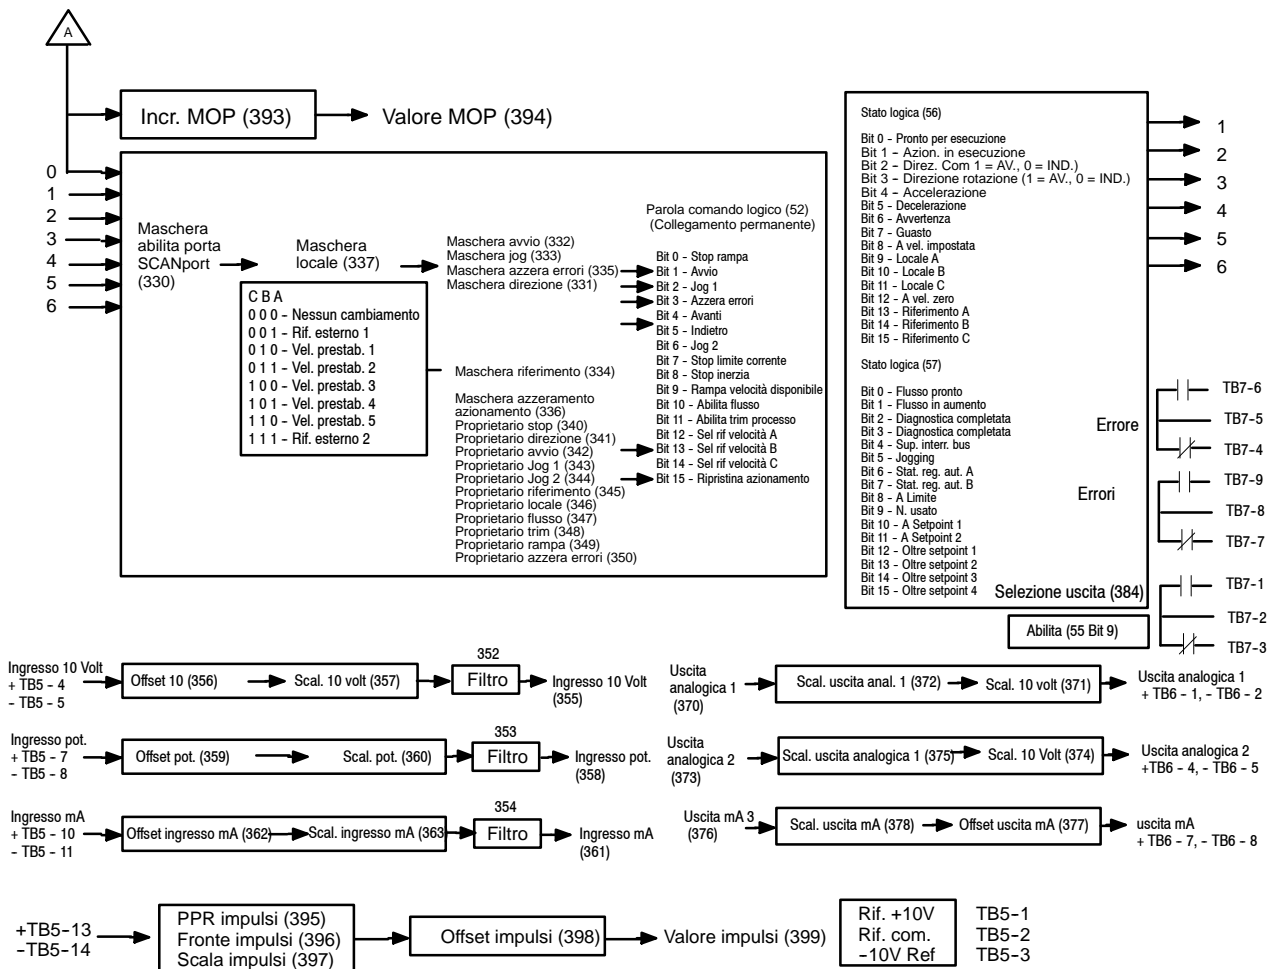 A
Incr. MOP (393)
Valore MOP (394)
0
1
2
3
4
5
6
Maschera
abilita porta
SCANport
(330)
Maschera
locale (337)
C B A
0 0 0 - Nessun cambiamento
0 0 1 - Rif. esterno 1
0 1 0 - Vel. prestab. 1
0 1 1 - Vel. prestab. 2
1 0 0 - Vel. prestab. 3
1 0 1 - Vel. prestab. 4
1 1 0 - Vel. prestab. 5
1 1 1 - Rif. esterno 2
Maschera avvio (332)
Maschera jog (333)
Maschera azzera errori (335)
Maschera direzione (331)
Maschera riferimento (334)
Maschera azzeramento
azionamento (336)
Proprietario stop (340)
Proprietario direzione (341)
Proprietario avvio (342)
Proprietario Jog 1 (343)
Proprietario Jog 2 (344)
Proprietario riferimento (345)
Proprietario locale (346)
Proprietario flusso (347)
Proprietario trim (348)
Proprietario rampa (349)
Proprietario azzera errori (350)
Parola comando logico (52)
(Collegamento permanente)
Bit 0 - Stop rampa
Bit 1 - Avvio
Bit 2 - Jog 1
Bit 3 - Azzera errori
Bit 4 - Avanti
Bit 5 - Indietro
Bit 6 - Jog 2
Bit 7 - Stop limite corrente
Bit 8 - Stop inerzia
Bit 9 - Rampa velocità disponibile
Bit 10 - Abilita flusso
Bit 11 - Abilita trim processo
Bit 12 - Sel rif velocità A
Bit 13 - Sel rif velocità B
Bit 14 - Sel rif velocità C
Bit 15 - Ripristina azionamento
Stato logica (56)
Bit 0 - Pronto per esecuzione
Bit 1 - Azion. in esecuzione
Bit 2 - Direz. Com 1 = AV., 0 = IND.)
Bit 3 - Direzione rotazione (1 = AV., 0 = IND.)
Bit 4 - Accelerazione
Bit 5 - Decelerazione
Bit 6 - Avvertenza
Bit 7 - Guasto
Bit 8 - A vel. impostata
Bit 9 - Locale A
Bit 10 - Locale B
Bit 11 - Locale C
Bit 12 - A vel. zero
Bit 13 - Riferimento A
Bit 14 - Riferimento B
Bit 15 - Riferimento C
Stato logica (57)
Bit 0 - Flusso pronto
Bit 1 - Flusso in aumento
Bit 2 - Diagnostica completata
Bit 3 - Diagnostica completata
Bit 4 - Sup. interr. bus
Bit 5 - Jogging
Bit 6 - Stat. reg. aut. A
Bit 7 - Stat. reg. aut. B
Bit 8 - A Limite
Bit 9 - N. usato
Bit 10 - A Setpoint 1
Bit 11 - A Setpoint 2
Bit 12 - Oltre setpoint 1
Bit 13 - Oltre setpoint 2
Bit 14 - Oltre setpoint 3
Bit 15 - Oltre setpoint 4
Errore
Errori
Selezione uscita (384)
Abilita (55 Bit 9)
1
2
3
4
5
6
TB7-6
TB7-5
TB7-4
TB7-9
TB7-8
TB7-7
TB7-1
TB7-2
TB7-3
Ingresso 10 Volt
+ TB5 - 4
- TB5 - 5
Offset 10 (356)
Scal. 10 volt (357)
352
Filtro
Ingresso 10 Volt
(355)
Uscita
analogica 1
(370)
Scal. uscita anal. 1 (372)
Scal. 10 volt (371)
Uscita analogica 1
+ TB6 - 1, - TB6 - 2
Ingresso pot.
+ TB5 - 7
- TB5 - 8
Offset pot. (359)
Scal. pot. (360)
353
Filtro
Ingresso pot.
(358)
Uscita
analogica 2
(373)
Scal. uscita analogica 1 (375)
Scal. 10 Volt (374)
Uscita analogica 2
+TB6 - 4, - TB6 - 5
Ingresso mA
+ TB5 - 10
- TB5 - 11
Offset ingresso mA (362)
Scal. ingresso mA (363
354
Filtro
Ingresso mA
(361)
Uscita mA 3
(376)
Scal. uscita mA (378)
Offset uscita mA (377)
uscita mA
+ TB6 - 7, - TB6 - 8
+TB5-13
-TB5-14
PPR impulsi (395)
Fronte impulsi (396)
Scala impulsi (397)
Offset impulsi (398)
Valore impulsi (399)
Rif. +10V
Rif. com.
-10V Ref
TB5-1
TB5-2
TB5-3